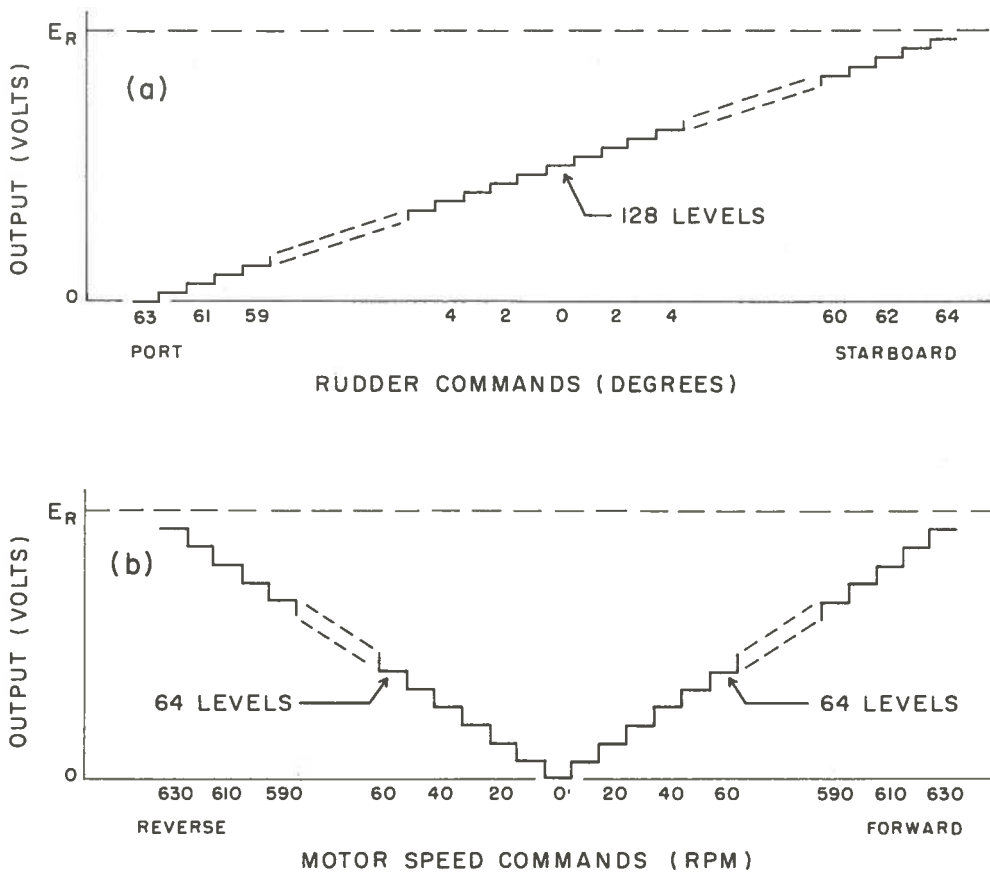 E_R
(a)
OUTPUT (VOLTS)
128 LEVELS
0
63 61 59 4 2 0 2 4 60 62 64
PORT STARBOARD
RUDDER COMMANDS (DEGREES)
E_R
(b)
OUTPUT (VOLTS)
64 LEVELS 64 LEVELS
0
630 610 590 60 40 20 0 20 40 60 590 610 630
REVERSE FORWARD
MOTOR SPEED COMMANDS (RPM)